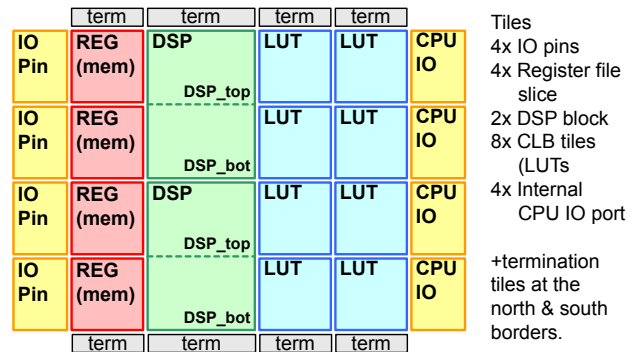 term term term term
IO Pin REG (mem) DSP DSP_top LUT LUT CPU IO
IO Pin REG (mem) DSP_bot LUT LUT CPU IO
IO Pin REG (mem) DSP DSP_top LUT LUT CPU IO
IO Pin REG (mem) DSP_bot LUT LUT CPU IO
term term term term
Tiles
4x IO pins
4x Register file
slice
2x DSP block
8x CLB tiles
(LUTs
4x Internal
CPU IO port
+termination
tiles at the
north & south
borders.